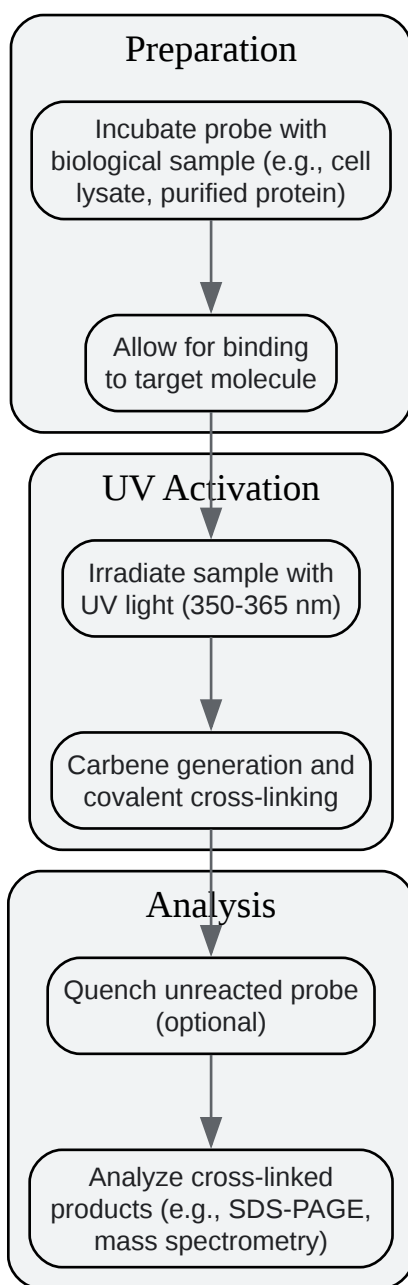 Preparation
Incubate probe with
biological sample (e.g., cell
lysate, purified protein)
Allow for binding
to target molecule
UV Activation
Irradiate sample with
UV light (350-365 nm)
Carbene generation and
covalent cross-linking
Analysis
Quench unreacted probe
(optional)
Analyze cross-linked
products (e.g., SDS-PAGE,
mass spectrometry)